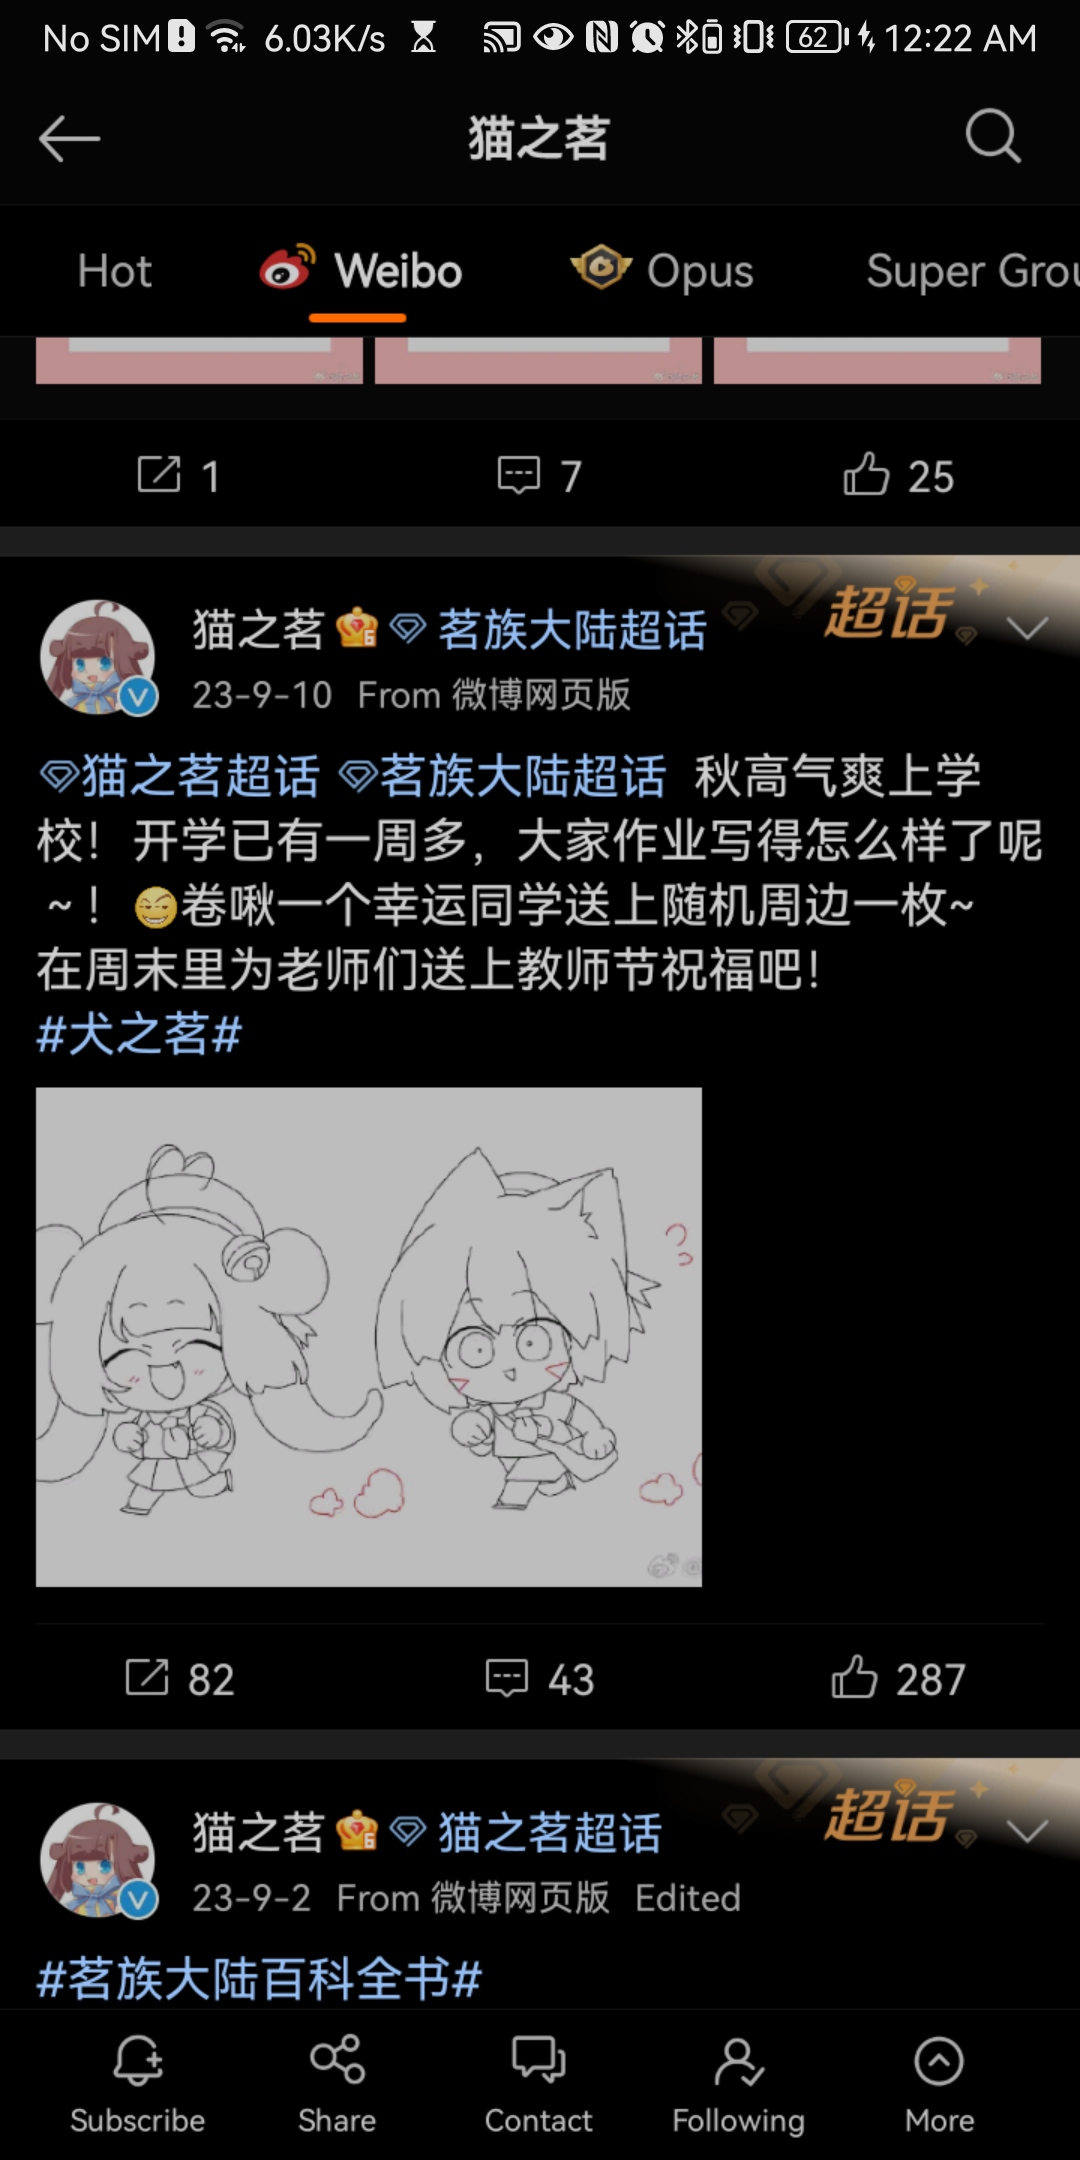 No SIM 6.03K/s 62 12:22 AM
猫之茗
Hot Weibo Opus Super Grou
1 7 25
猫之茗 6 茗族大陆超话 超话
23-9-10 From 微博网页版
猫之茗超话 茗族大陆超话 秋高气爽上学
校！开学已有一周多，大家作业写得怎么样了呢
~！卷啾一个幸运同学送上随机周边一枚~
在周末里为老师们送上教师节祝福吧！
#犬之茗#
82 43 287
猫之茗 6 猫之茗超话 超话
23-9-2 From 微博网页版 Edited
#茗族大陆百科全书#
Subscribe Share Contact Following More